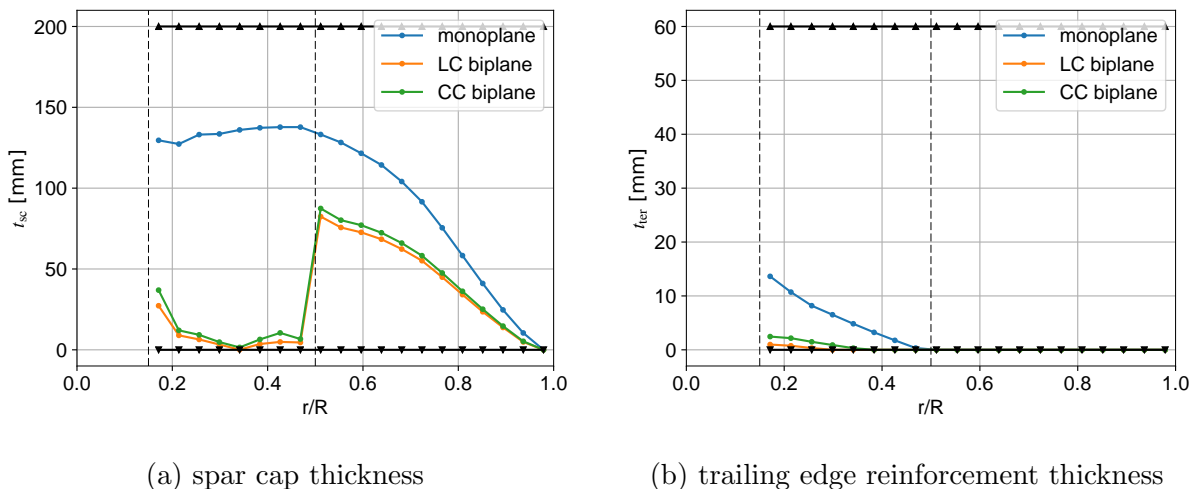 200
150
100
50
0
t_sc [mm]
0.0 0.2 0.4 0.6 0.8 1.0
r/R
monoplane
LC biplane
CC biplane
(a) spar cap thickness
60
50
40
30
20
10
0
t_ter [mm]
0.0 0.2 0.4 0.6 0.8 1.0
r/R
monoplane
LC biplane
CC biplane
(b) trailing edge reinforcement thickness